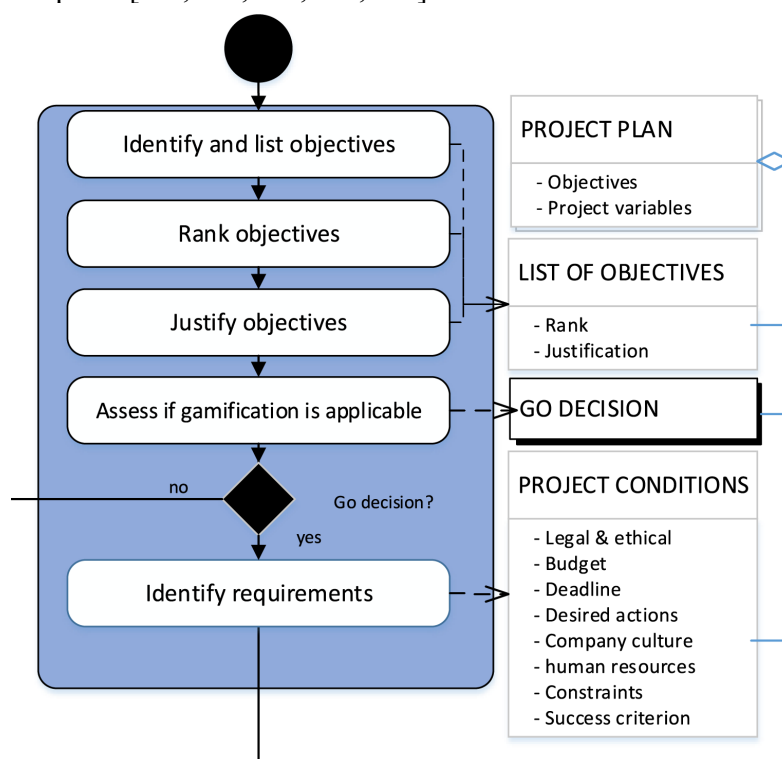 Identify and list objectives
Rank objectives
Justify objectives
Assess if gamification is applicable
no
Go decision?
yes
Identify requirements
PROJECT PLAN
- Objectives
- Project variables
LIST OF OBJECTIVES
- Rank
- Justification
GO DECISION
PROJECT CONDITIONS
- Legal & ethical
- Budget
- Deadline
- Desired actions
- Company culture
- human resources
- Constraints
- Success criterion